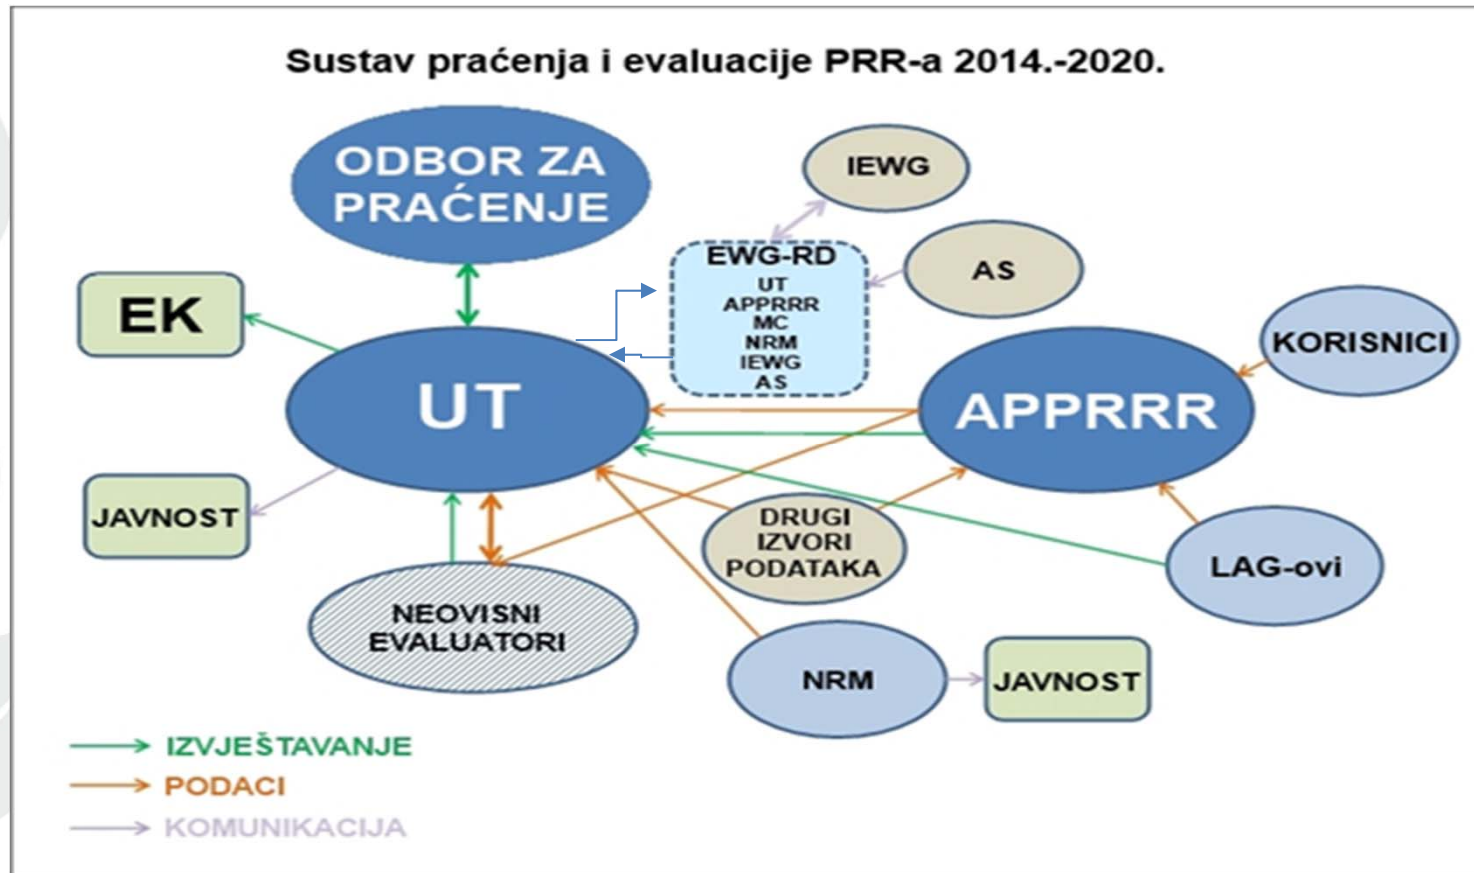 Sustav praćenja i evaluacije PRR-a 2014.-2020.
ODBOR ZA
PRAĆENJE
IEWG
EWG-RD
UT
APPRRR
MC
NRM
IEWG
AS
AS
EK
KORISNICI
UT
APPRRR
JAVNOST
DRUGI
IZVORI
PODATAKA
LAG-ovi
NEOVISNI
EVALUATORI
NRM
JAVNOST
IZVJEŠTAVANJE
PODACI
KOMUNIKACIJA